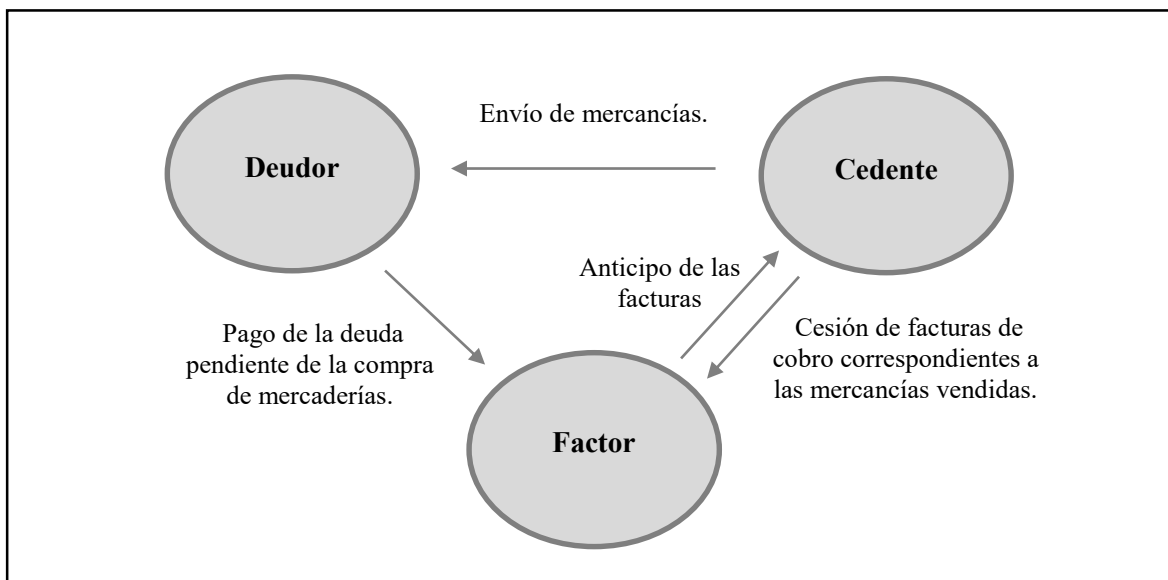 Envío de mercancías.
Deudor
Cedente
Anticipo de las
facturas
Pago de la deuda
pendiente de la compra
de mercaderías.
Cesión de facturas de
cobro correspondientes a
las mercancías vendidas.
Factor